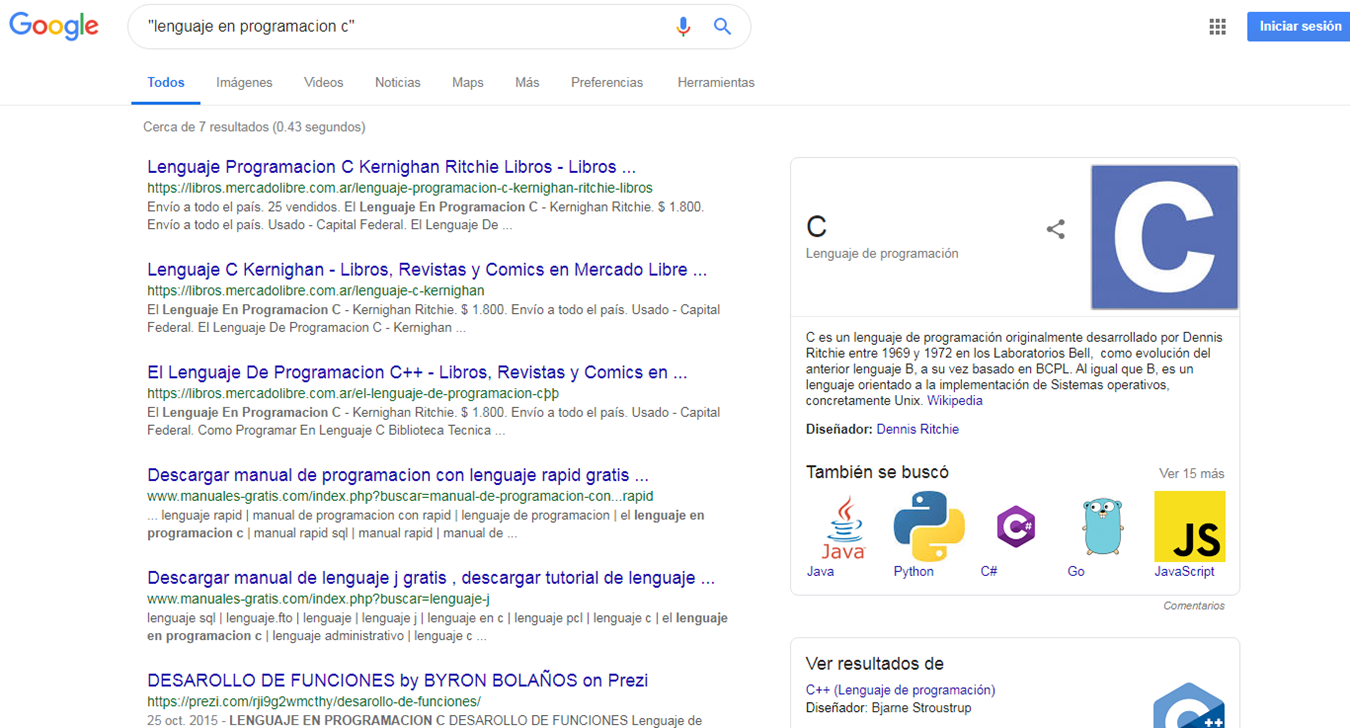 Google
"lenguaje en programacion c"
Iniciar sesión
Todos Imágenes Videos Noticias Maps Más Preferencias Herramientas
Cerca de 7 resultados (0.43 segundos)
Lenguaje Programacion C Kernighan Ritchie Libros - Libros ...
https://libros.mercadolibre.com.ar/lenguaje-programacion-c-kernighan-ritchie-libros
Envío a todo el país. 25 vendidos. El Lenguaje En Programacion C - Kernighan Ritchie. $ 1.800.
Envío a todo el país. Usado - Capital Federal. El Lenguaje De ...
Lenguaje C Kernighan - Libros, Revistas y Comics en Mercado Libre ...
https://libros.mercadolibre.com.ar/lenguaje-c-kernighan
El Lenguaje En Programacion C - Kernighan Ritchie. $ 1.800. Envío a todo el país. Usado - Capital
Federal. El Lenguaje De Programacion C - Kernighan ...
El Lenguaje De Programacion C++ - Libros, Revistas y Comics en ...
https://libros.mercadolibre.com.ar/el-lenguaje-de-programacion-cþþ
El Lenguaje En Programacion C - Kernighan Ritchie. $ 1.800. Envío a todo el país. Usado - Capital
Federal. Como Programar En Lenguaje C Biblioteca Tecnica ...
Descargar manual de programacion con lenguaje rapid gratis ...
www.manuales-gratis.com/index.php?buscar=manual-de-programacion-con...rapid
... lenguaje rapid | manual de programacion con rapid | lenguaje de programacion | el lenguaje en
programacion c | manual rapid sql | manual rapid | manual de ...
Descargar manual de lenguaje j gratis , descargar tutorial de lenguaje ...
www.manuales-gratis.com/index.php?buscar=lenguaje-j
lenguaje sql | lenguaje.fto | lenguaje | lenguaje j | lenguaje en c | lenguaje pcl | lenguaje c | el lenguaje
en programacion c | lenguaje administrativo | lenguaje c ...
DESAROLLO DE FUNCIONES by BYRON BOLAÑOS on Prezi
https://prezi.com/rji9g2wmcthy/desarollo-de-funciones/
25 oct. 2015 - LENGUAJE EN PROGRAMACION C DESAROLLO DE FUNCIONES Lenguaje de
C
Lenguaje de programación
C
C es un lenguaje de programación originalmente desarrollado por Dennis
Ritchie entre 1969 y 1972 en los Laboratorios Bell, como evolución del
anterior lenguaje B, a su vez basado en BCPL. Al igual que B, es un
lenguaje orientado a la implementación de Sistemas operativos,
concretamente Unix. Wikipedia
Diseñador: Dennis Ritchie
También se buscó
Ver 15 más
Java C# JS
Java Python C# Go JavaScript
Comentarios
Ver resultados de
C++ (Lenguaje de programación)
Diseñador: Bjarne Stroustrup
C++